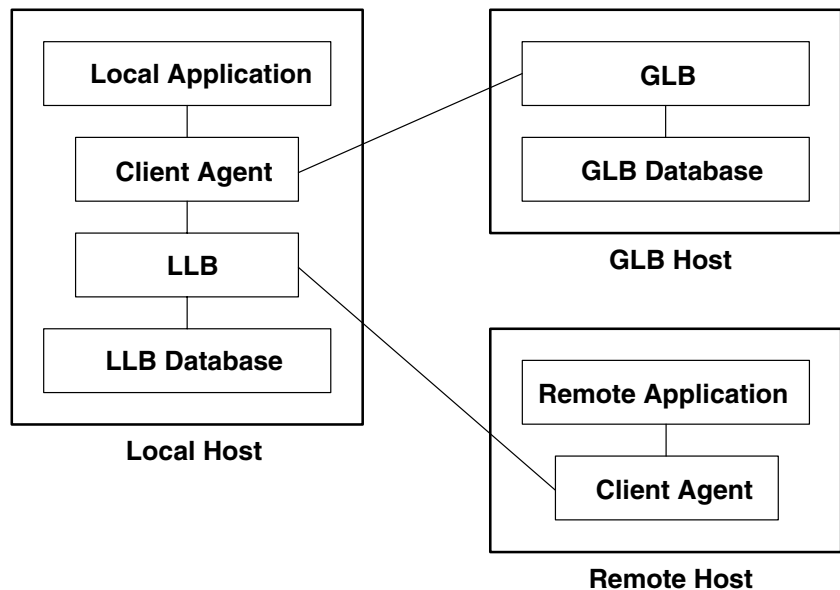 Local Application
Client Agent
LLB
LLB Database
Local Host
GLB
GLB Database
GLB Host
Remote Application
Client Agent
Remote Host